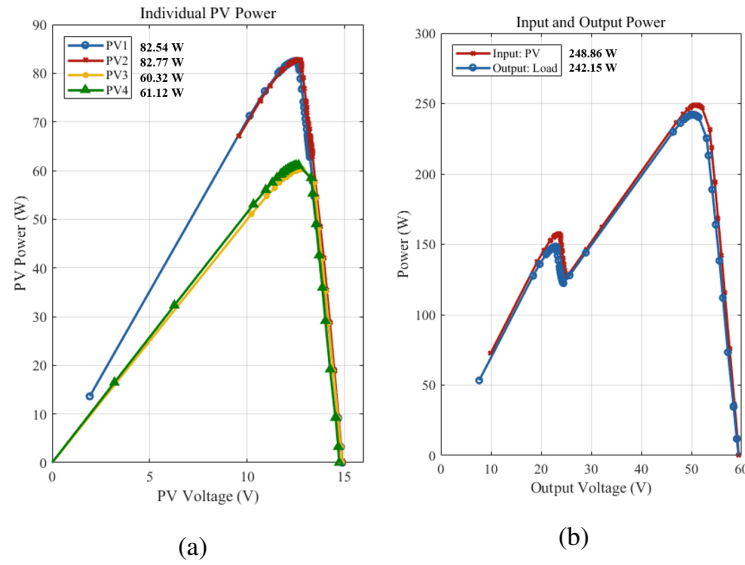 Individual PV Power
90
80
70
60
50
40
30
20
10
0
PV Power (W)
PV1 82.54 W
PV2 82.77 W
PV3 60.32 W
PV4 61.12 W
0 5 10 15
PV Voltage (V)
(a)
Input and Output Power
300
250
200
150
100
50
0
Power (W)
Input: PV 248.86 W
Output: Load 242.15 W
0 10 20 30 40 50 60
Output Voltage (V)
(b)